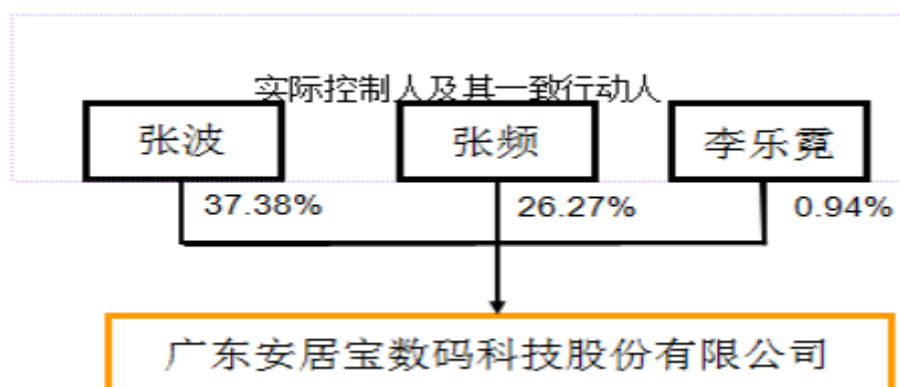 实际控制人及其一致行动人
张波 张频 李乐霓
37.38% 26.27% 0.94%
广东安居宝数码科技股份有限公司